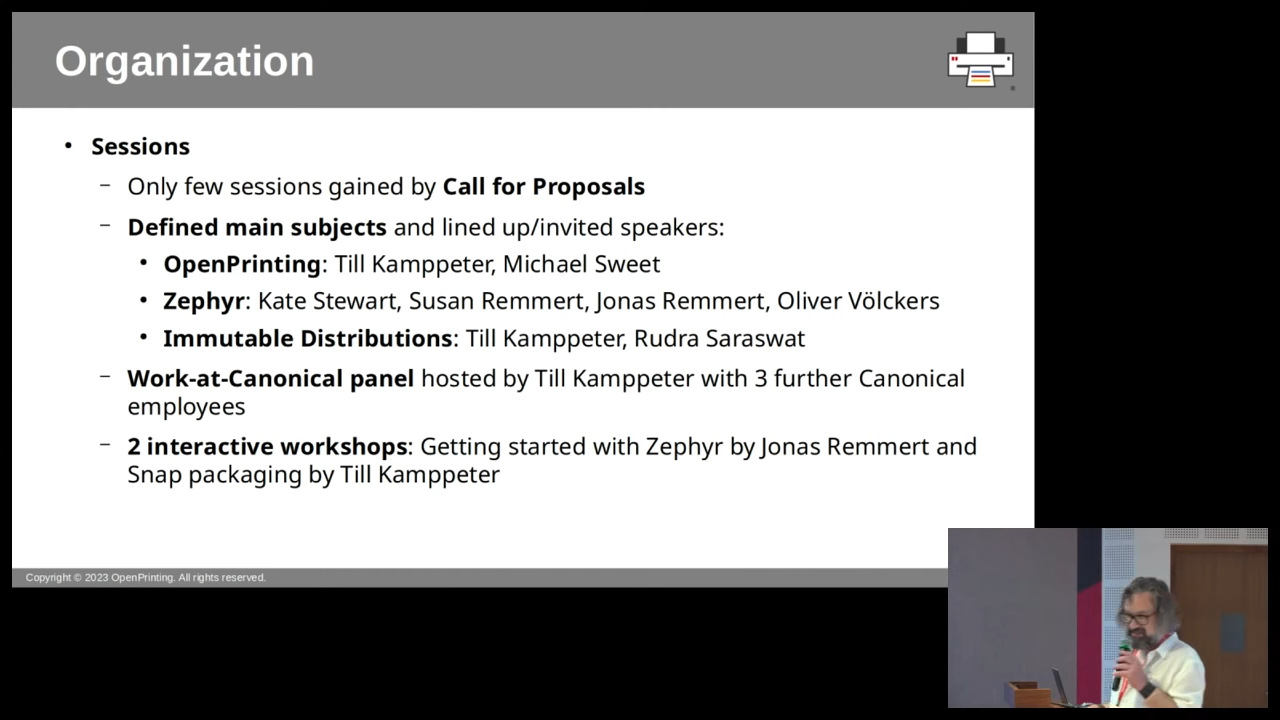 Organization
• Sessions
– Only few sessions gained by Call for Proposals
– Defined main subjects and lined up/invited speakers:
• OpenPrinting: Till Kamppeter, Michael Sweet
• Zephyr: Kate Stewart, Susan Remmert, Jonas Remmert, Oliver Völckers
• Immutable Distributions: Till Kamppeter, Rudra Saraswat
– Work-at-Canonical panel hosted by Till Kamppeter with 3 further Canonical
employees
– 2 interactive workshops: Getting started with Zephyr by Jonas Remmert and
Snap packaging by Till Kamppeter
Copyright © 2023 OpenPrinting. All rights reserved.